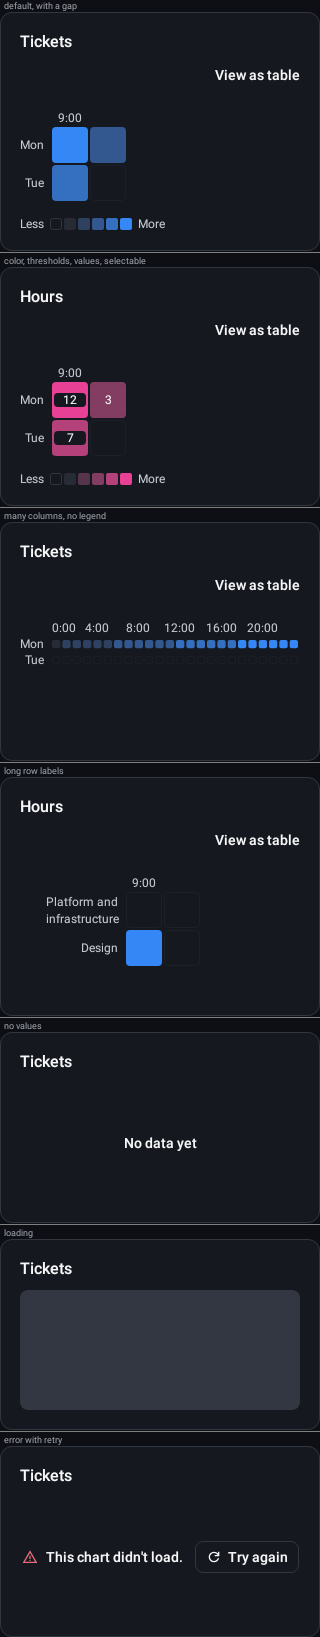 default, with a gap
Tickets
View as table
9:00
Mon
Tue
Less More
color, thresholds, values, selectable
Hours
View as table
9:00
Mon 12 3
Tue 7
Less More
many columns, no legend
Tickets
View as table
0:00 4:00 8:00 12:00 16:00 20:00
Mon
Tue
long row labels
Hours
View as table
9:00
Platform and
infrastructure
Design
no values
Tickets
No data yet
loading
Tickets
error with retry
Tickets
This chart didn't load. Try again